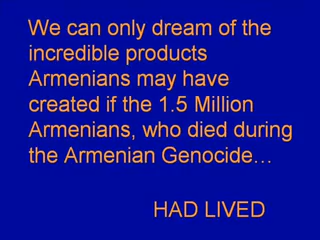 We can only dream of the
incredible products
Armenians may have
created if the 1.5 Million
Armenians, who died during
the Armenian Genocide…
HAD LIVED